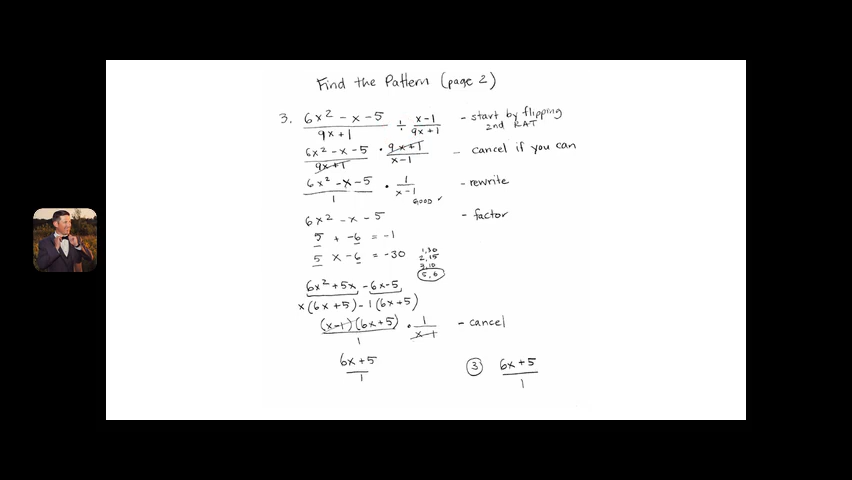 Find the Pattern (page 2)
3. 6x² - x - 5 / 9x + 1 ÷ x - 1 / 9x + 1 - start by flipping
2nd RAT
6x² - x - 5 / 9x + 1 • 9x + 1 / x - 1 - cancel if you can
6x² - x - 5 / 1 • 1 / x - 1 - rewrite
GOOD ✓
6x² - x - 5 - factor
5 + -6 = -1
5 x -6 = -30
1,30
2,15
3,10
5,6
6x² + 5x - 6x - 5
x(6x + 5) - 1(6x + 5)
(x - 1)(6x + 5) / 1 • 1 / x - 1 - cancel
6x + 5 / 1
③ 6x + 5 / 1